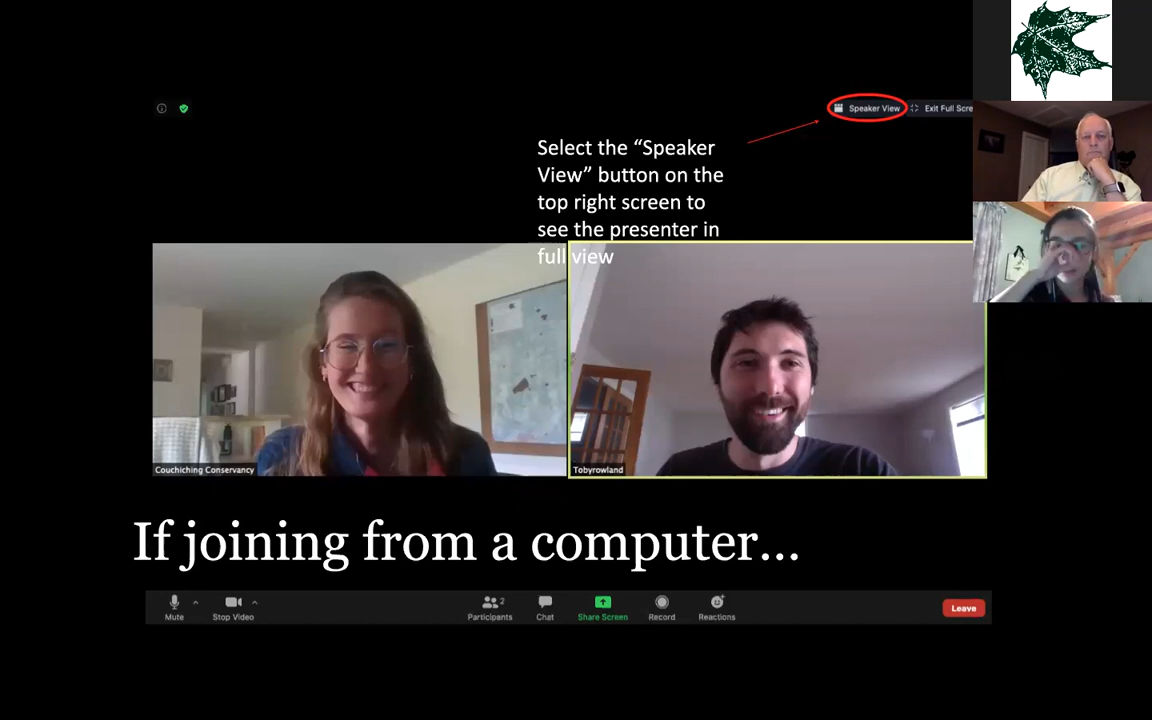 Speaker View
Exit Full Scre
Select the “Speaker
View” button on the
top right screen to
see the presenter in
full view
Couchiching Conservancy
Tobyrowland
If joining from a computer...
Mute
Stop Video
2
Participants
Chat
Share Screen
Record
Reactions
Leave